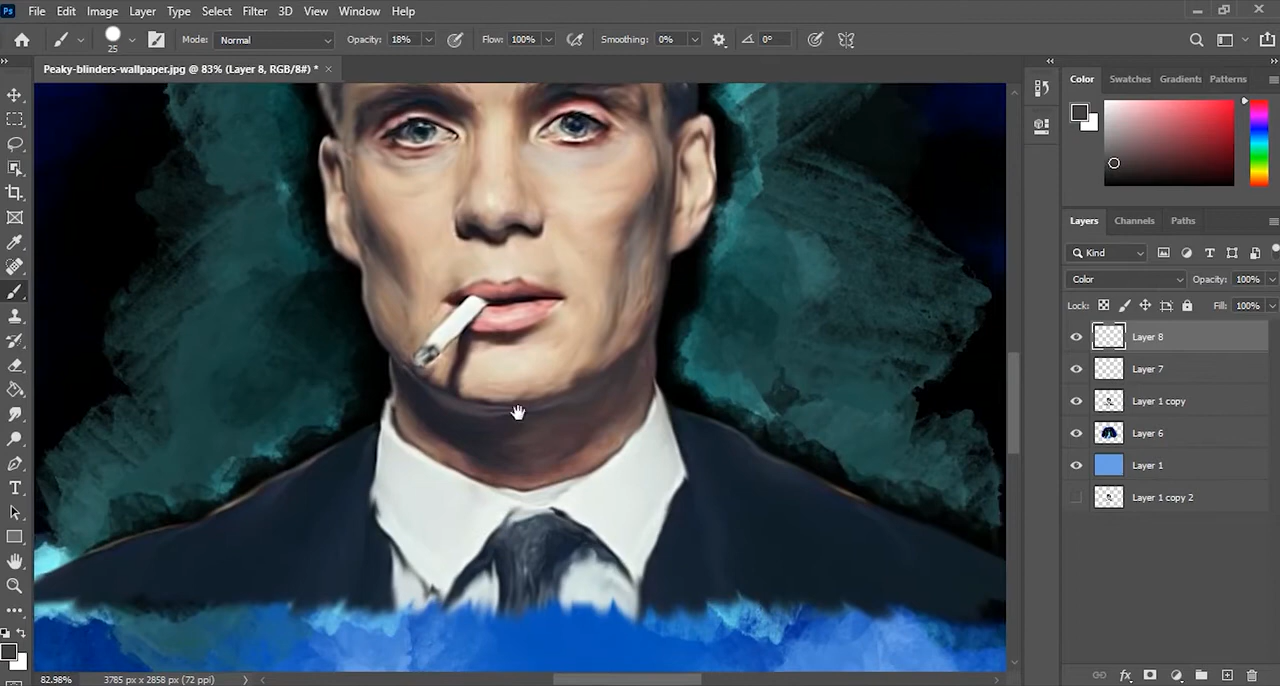 Ps File Edit Image Layer Type Select Filter 3D View Window Help
25 Mode: Normal Opacity: 18% Flow: 100% Smoothing: 0% 0°
Peaky-blinders-wallpaper.jpg @ 83% (Layer 8, RGB/8#) *
Color Swatches Gradients Patterns
Layers Channels Paths
Kind
Color Opacity: 100%
Lock: Fill: 100%
Layer 8
Layer 7
Layer 1 copy
Layer 6
Layer 1
Layer 1 copy 2
82.98% 3785 px x 2858 px (72 ppi)